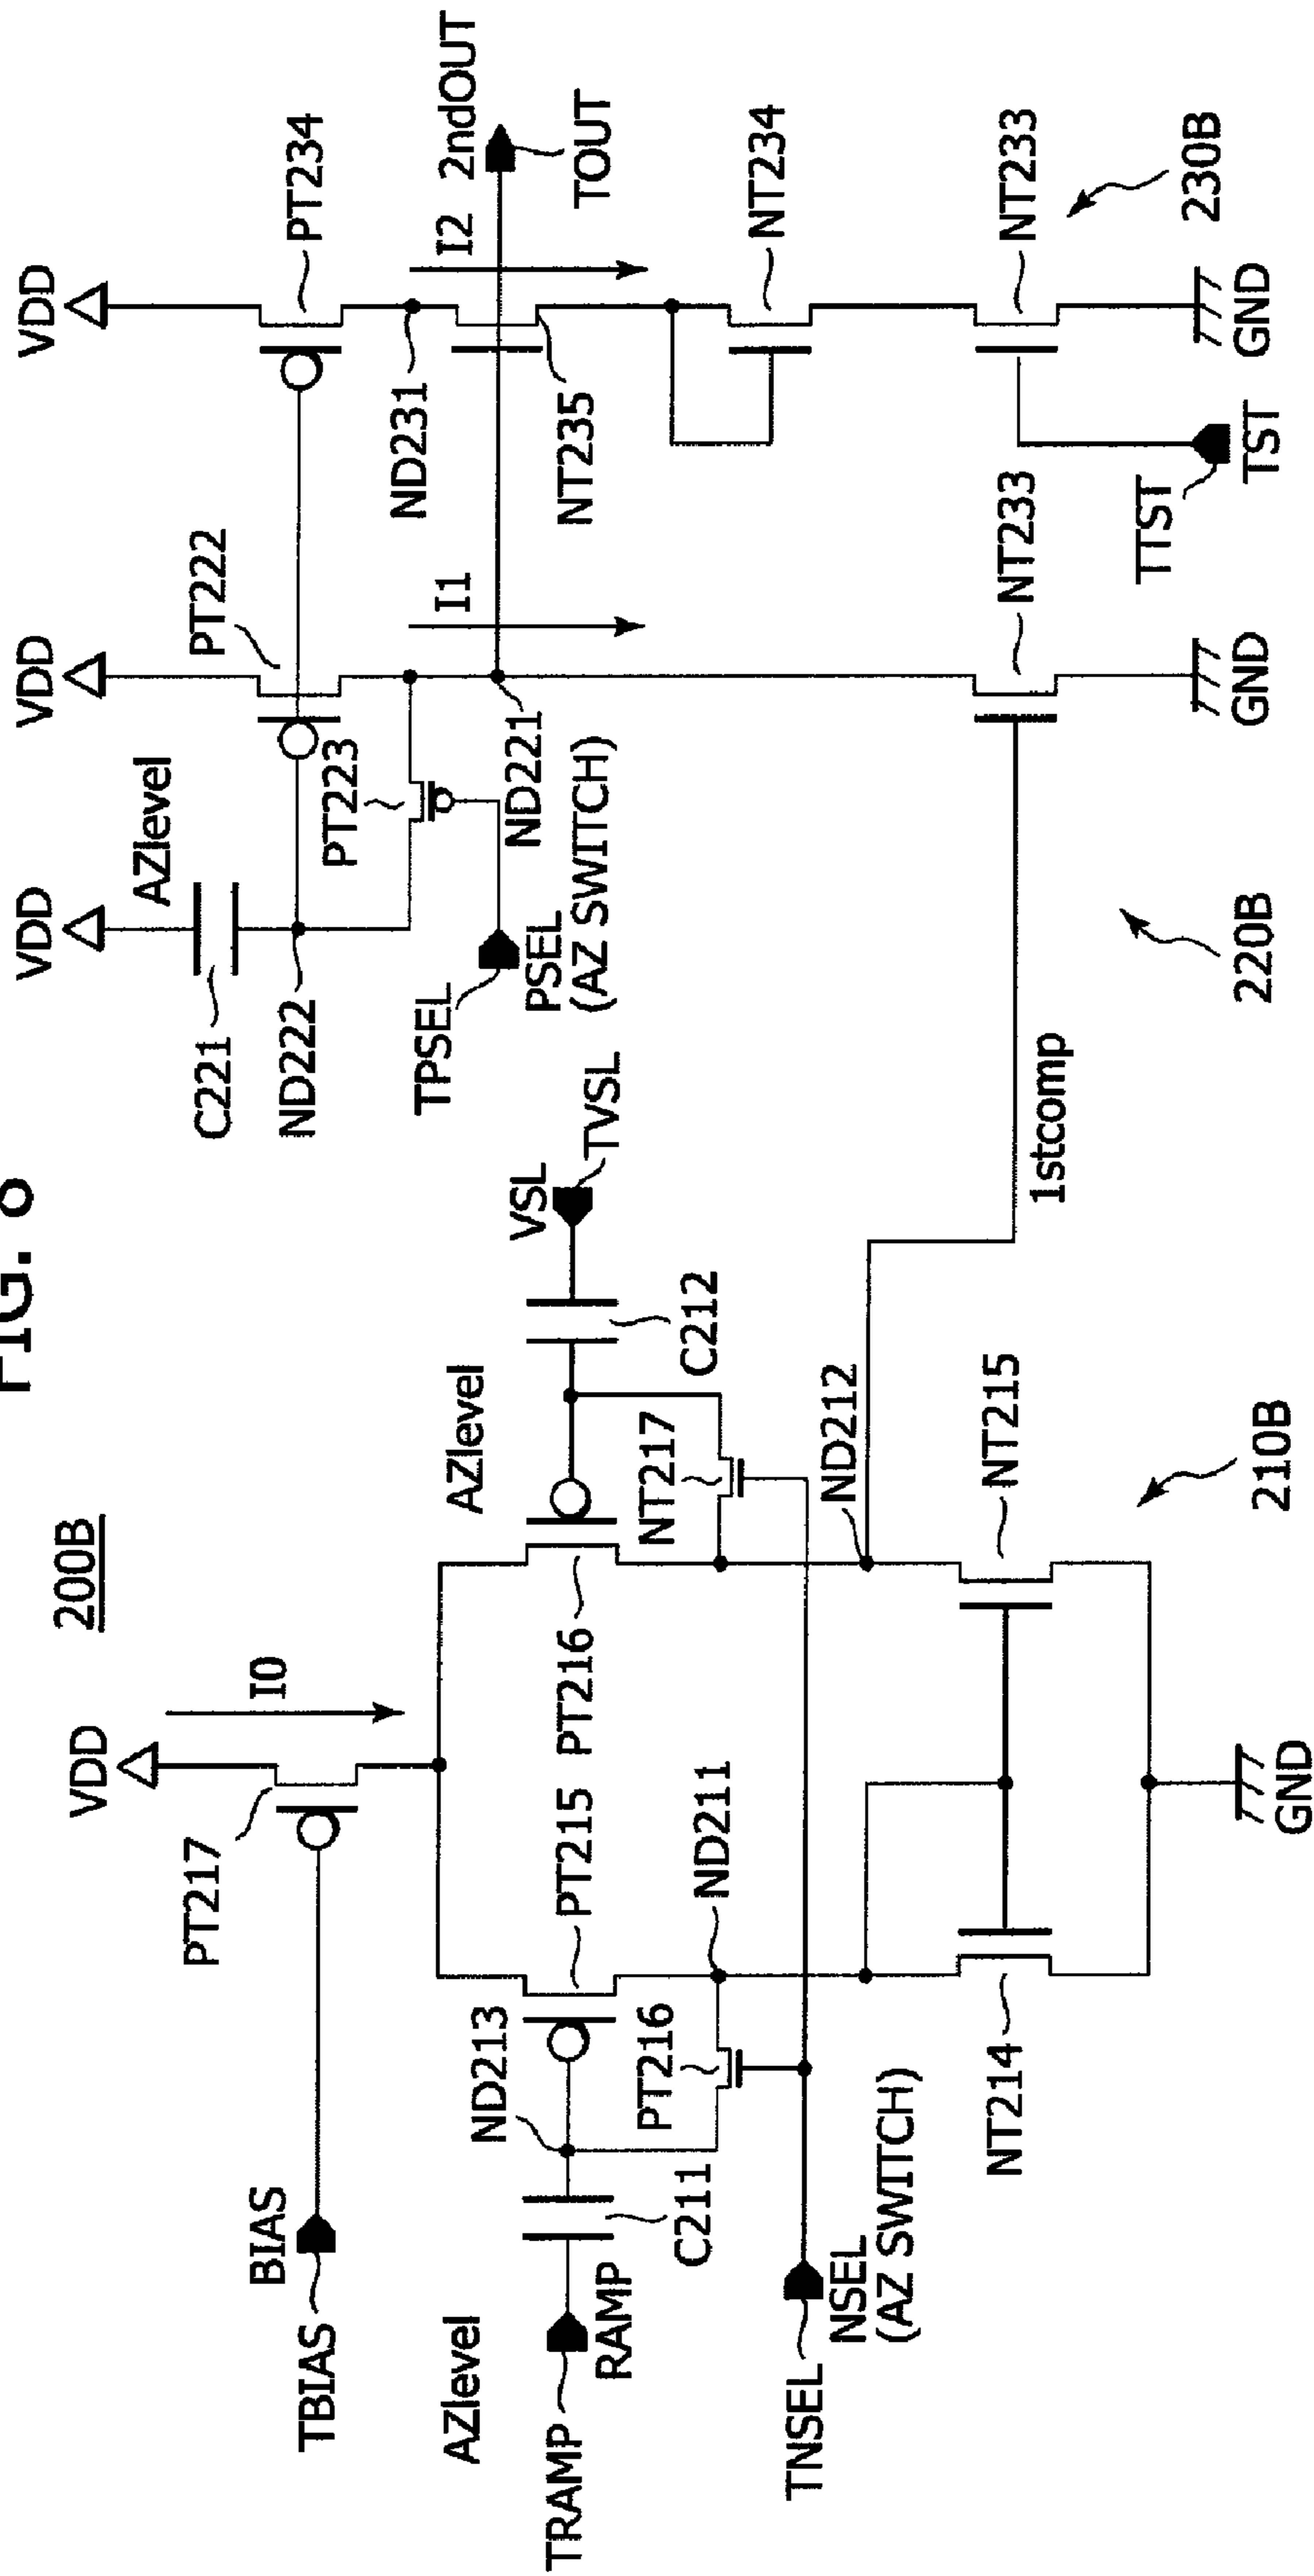 FIG.
200B
VDD
I0
PT217
BIAS
TBIAS
AZlevel
TRAMP
RAMP
C211
ND213
PT215
PT216
AZlevel
VSL
TVSL
C212
PT216
ND211
NT217
ND212
TNSEL
NSEL
(AZ SWITCH)
NT214
NT215
GND
210B
1stcomp
VDD
AZlevel
C221
ND222
VDD
PT222
PT223
TPSEL
PSEL
(AZ SWITCH)
ND221
I1
NT233
GND
220B
VDD
PT234
ND231
I2
2ndOUT
TOUT
NT235
NT234
NT233
T̅T̅S̅T̅
T̅S̅T̅
GND
230B